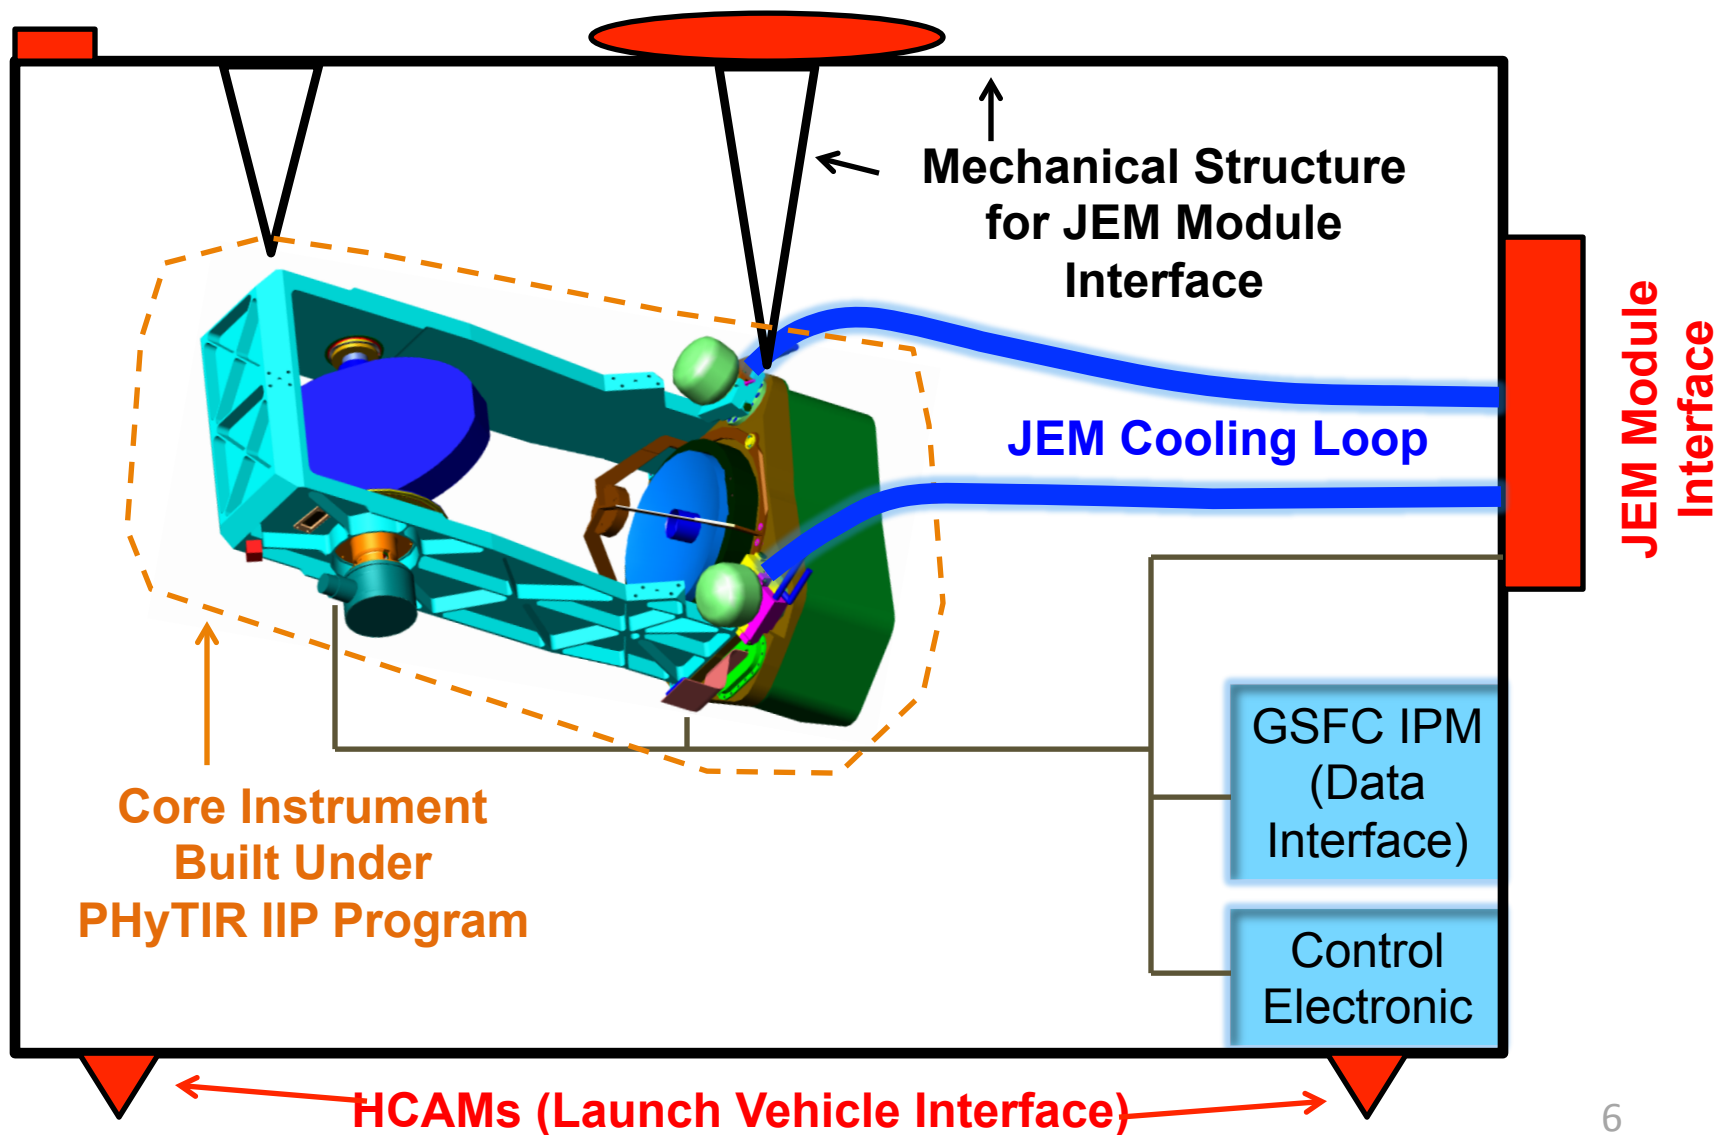 Mechanical Structure
for JEM Module
Interface
JEM Module
Interface
JEM Cooling Loop
GSFC IPM
(Data
Interface)
Core Instrument
Built Under
PHyTIR IIP Program
Control
Electronic
HCAMs (Launch Vehicle Interface)
6